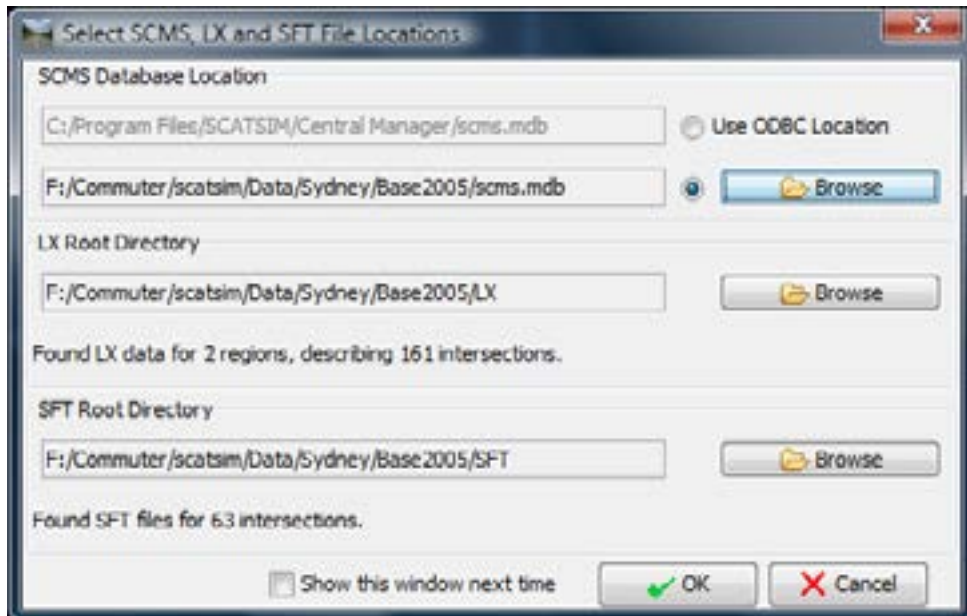 Select SCMS, LX and SFT File Locations
SCMS Database Location
C:/Program Files/SCATSIM/Central Manager/scms.mdb
Use ODBC Location
F:/Commuter/scatsim/Data/Sydney/Base2005/scms.mdb
Browse
LX Root Directory
F:/Commuter/scatsim/Data/Sydney/Base2005/LX
Browse
Found LX data for 2 regions, describing 161 intersections.
SFT Root Directory
F:/Commuter/scatsim/Data/Sydney/Base2005/SFT
Browse
Found SFT files for 63 intersections.
Show this window next time
OK
Cancel